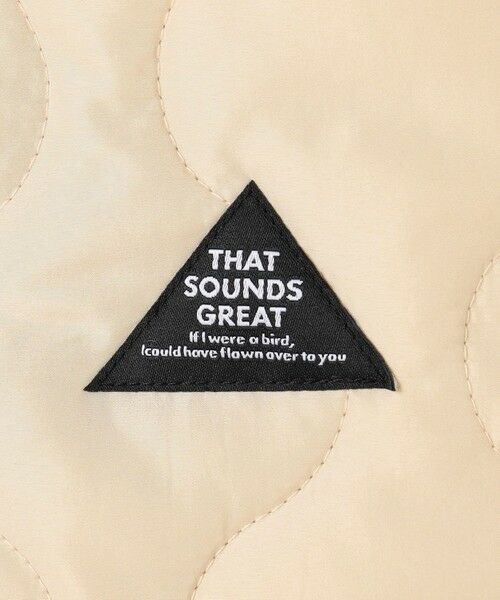 THAT
SOUNDS
GREAT
If I were a bird,
I could have flown over to you